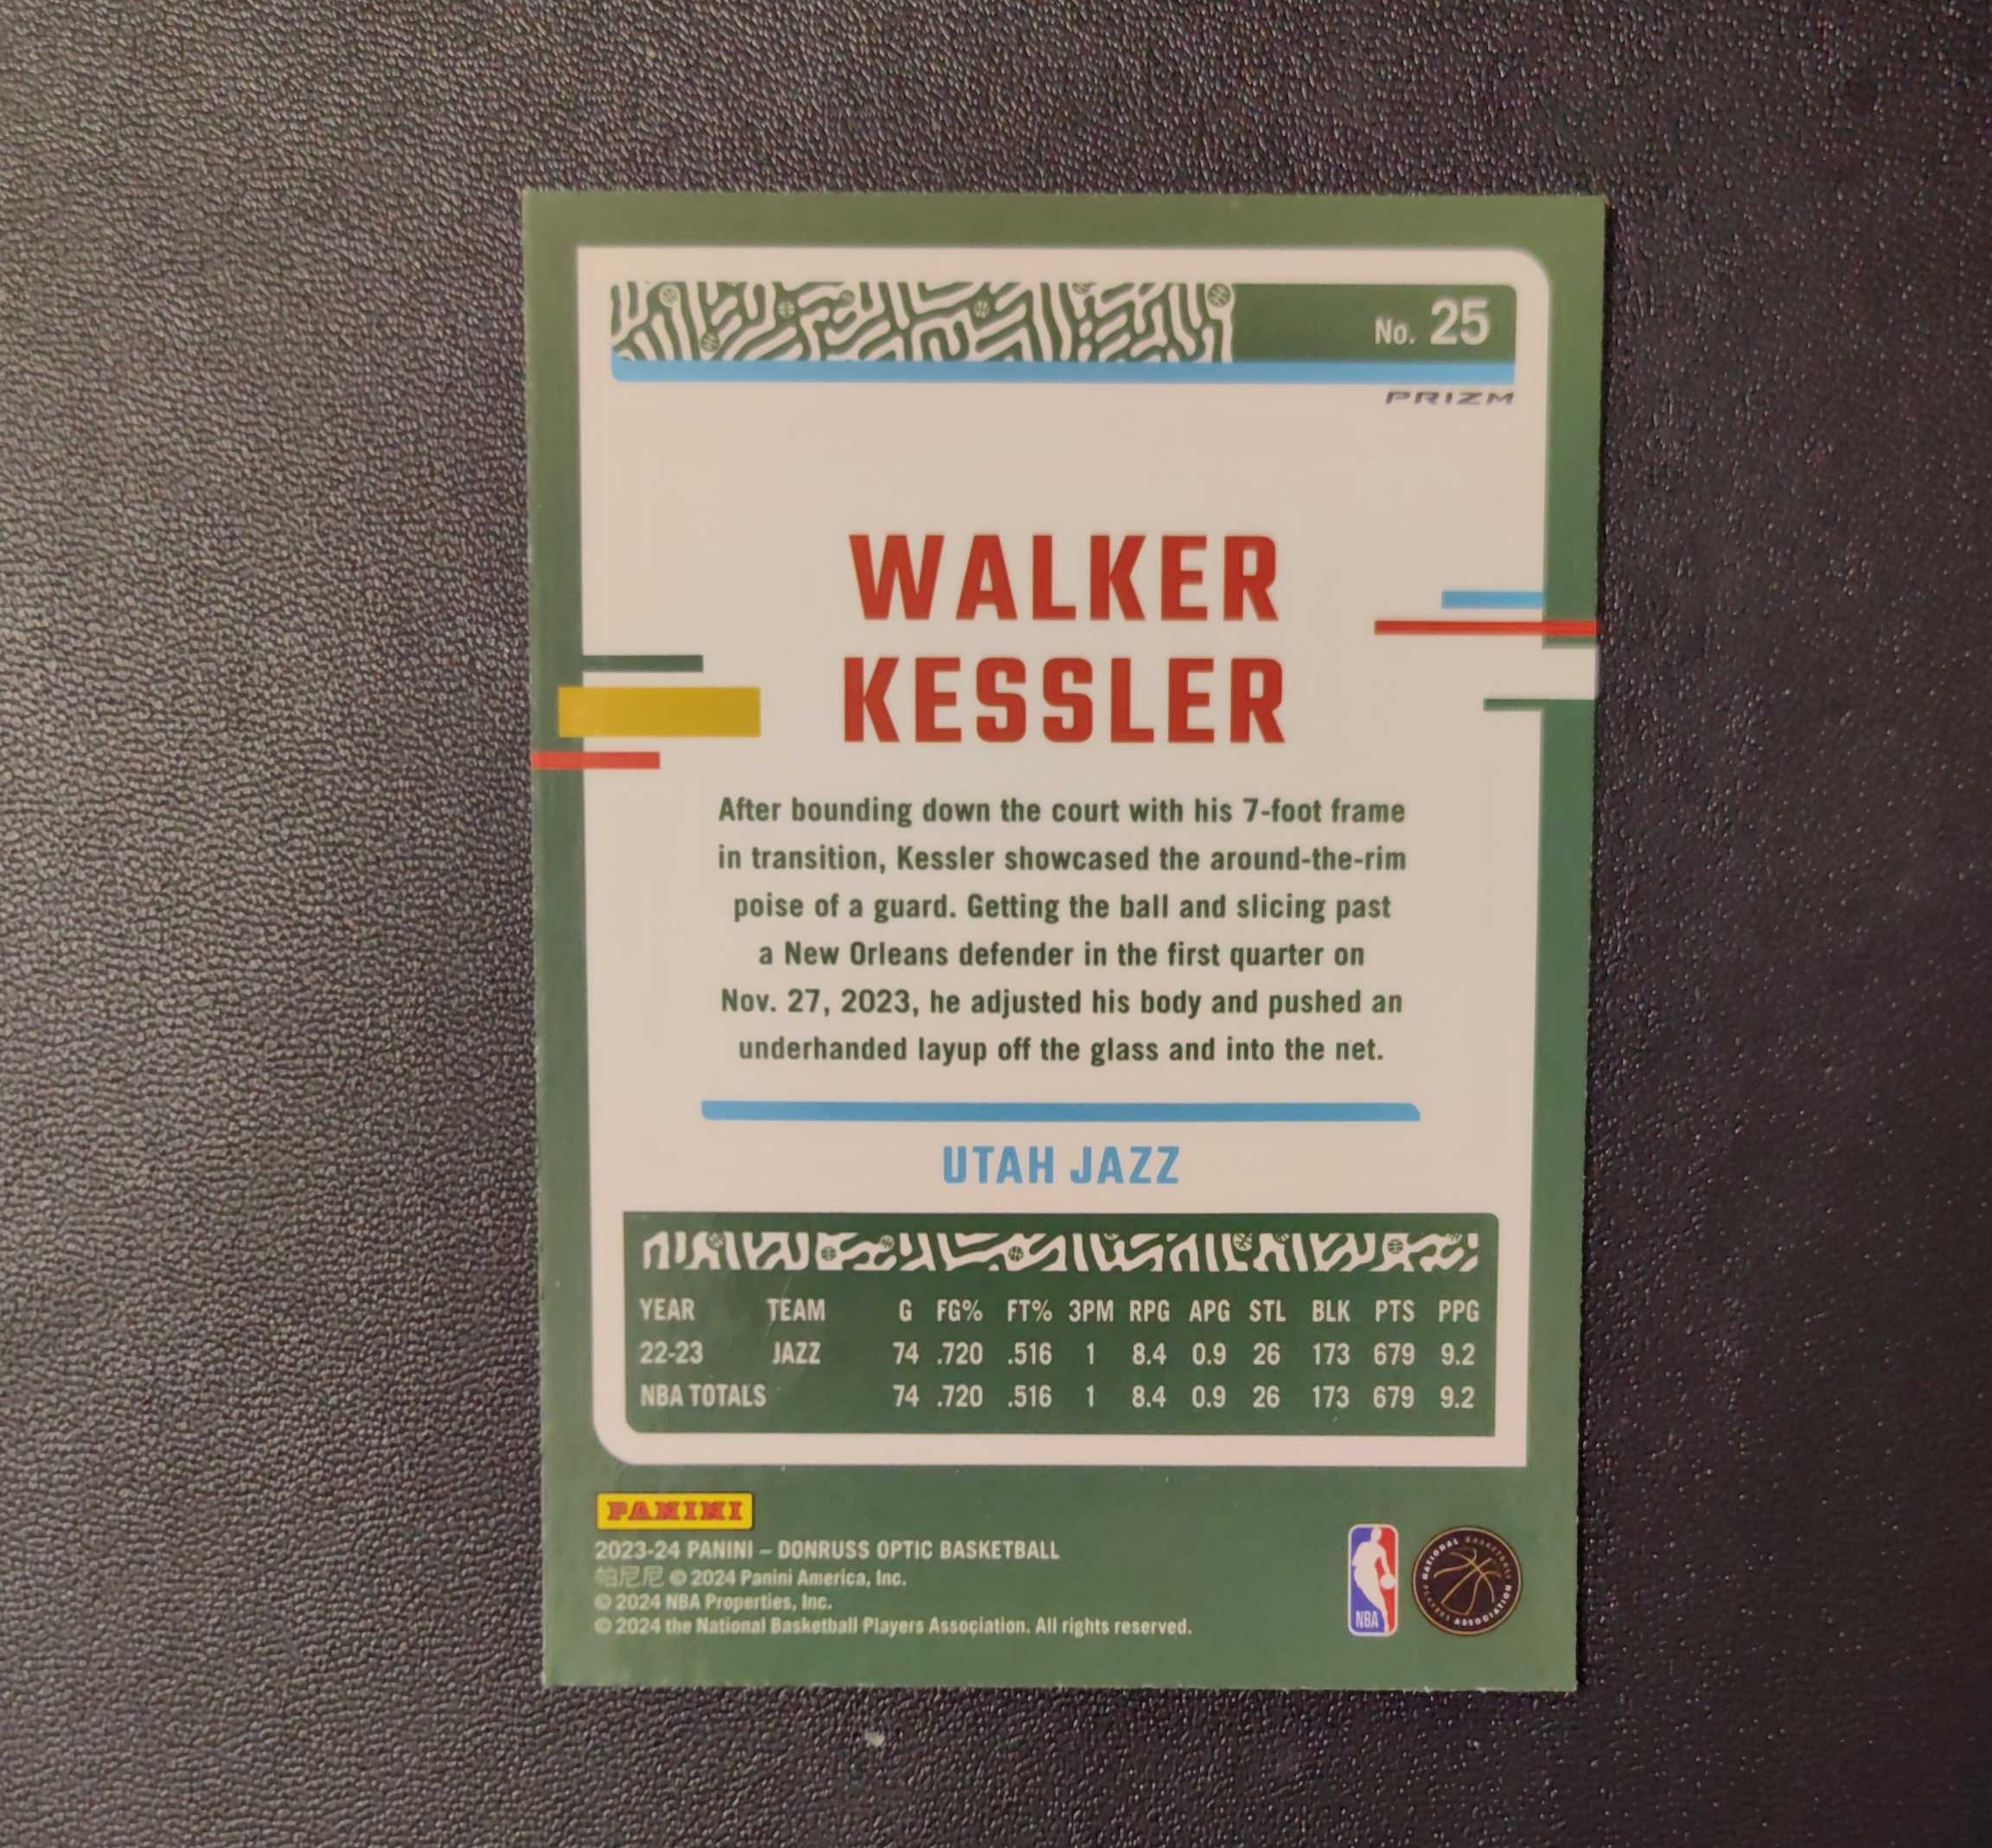 No. 25
PRIZM
WALKER
KESSLER
After bounding down the court with his 7-foot frame
in transition, Kessler showcased the around-the-rim
poise of a guard. Getting the ball and slicing past
a New Orleans defender in the first quarter on
Nov. 27, 2023, he adjusted his body and pushed an
underhanded layup off the glass and into the net.
UTAH JAZZ
YEAR TEAM G FG% FT% 3PM RPG APG STL BLK PTS PPG
22-23 JAZZ 74 .720 .516 1 8.4 0.9 26 173 679 9.2
NBA TOTALS 74 .720 .516 1 8.4 0.9 26 173 679 9.2
PANINI
2023-24 PANINI – DONRUSS OPTIC BASKETBALL
帕尼尼 © 2024 Panini America, Inc.
© 2024 NBA Properties, Inc.
© 2024 the National Basketball Players Association. All rights reserved.
NBA
NATIONAL BASKETBALL PLAYERS ASSOCIATION